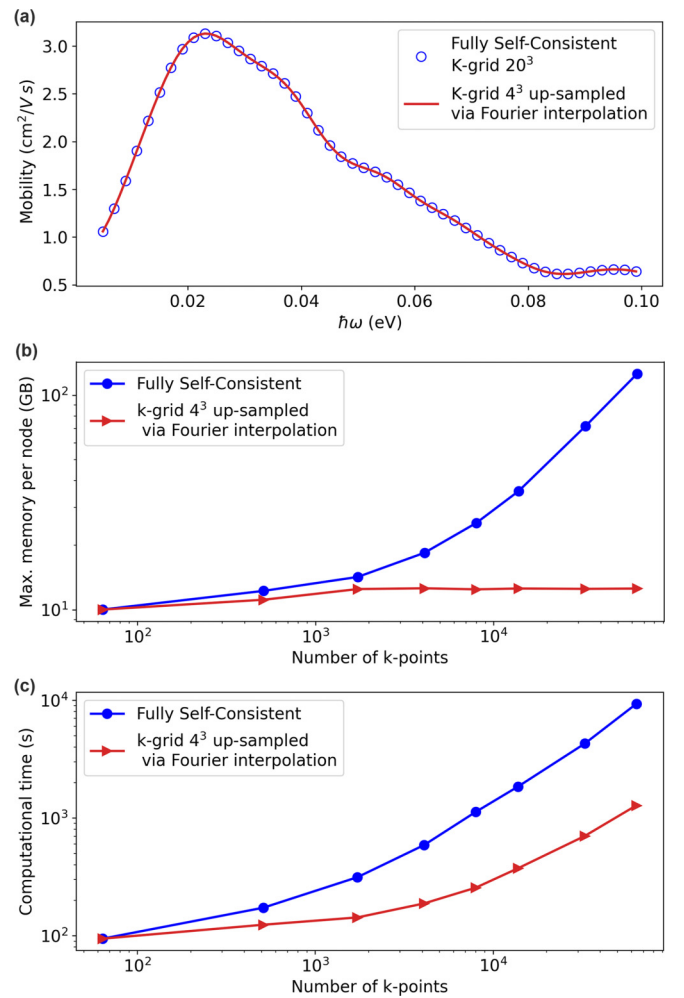 (a)
3.0
2.5
2.0
1.5
1.0
0.5
Mobility (cm²/V s)
Fully Self-Consistent
K-grid 20³
K-grid 4³ up-sampled
via Fourier interpolation
0.02
0.04
0.06
0.08
0.10
ħω (eV)
(b)
10²
10¹
Max. memory per node (GB)
Fully Self-Consistent
k-grid 4³ up-sampled
via Fourier interpolation
10²
10³
10⁴
Number of k-points
(c)
10⁴
10³
10²
Computational time (s)
Fully Self-Consistent
k-grid 4³ up-sampled
via Fourier interpolation
10²
10³
10⁴
Number of k-points